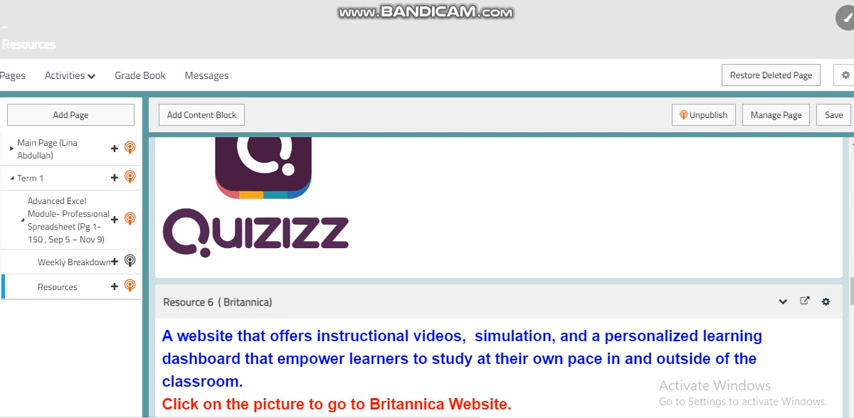 www.BANDICAM.com
Resources
Pages Activities Grade Book Messages Restore Deleted Page
Add Page Add Content Block Unpublish Manage Page Save
Main Page (Lina
Abdullah)
Term 1
Advanced Excel
Module- Professional
Spreadsheet (Pg 1-
150 , Sep 5 – Nov 9)
Weekly Breakdown
Resources
Q
Quizizz
Resource 6 ( Britannica)
A website that offers instructional videos, simulation, and a personalized learning
dashboard that empower learners to study at their own pace in and outside of the
classroom.
Click on the picture to go to Britannica Website.
Activate Windows
Go to Settings to activate Windows.